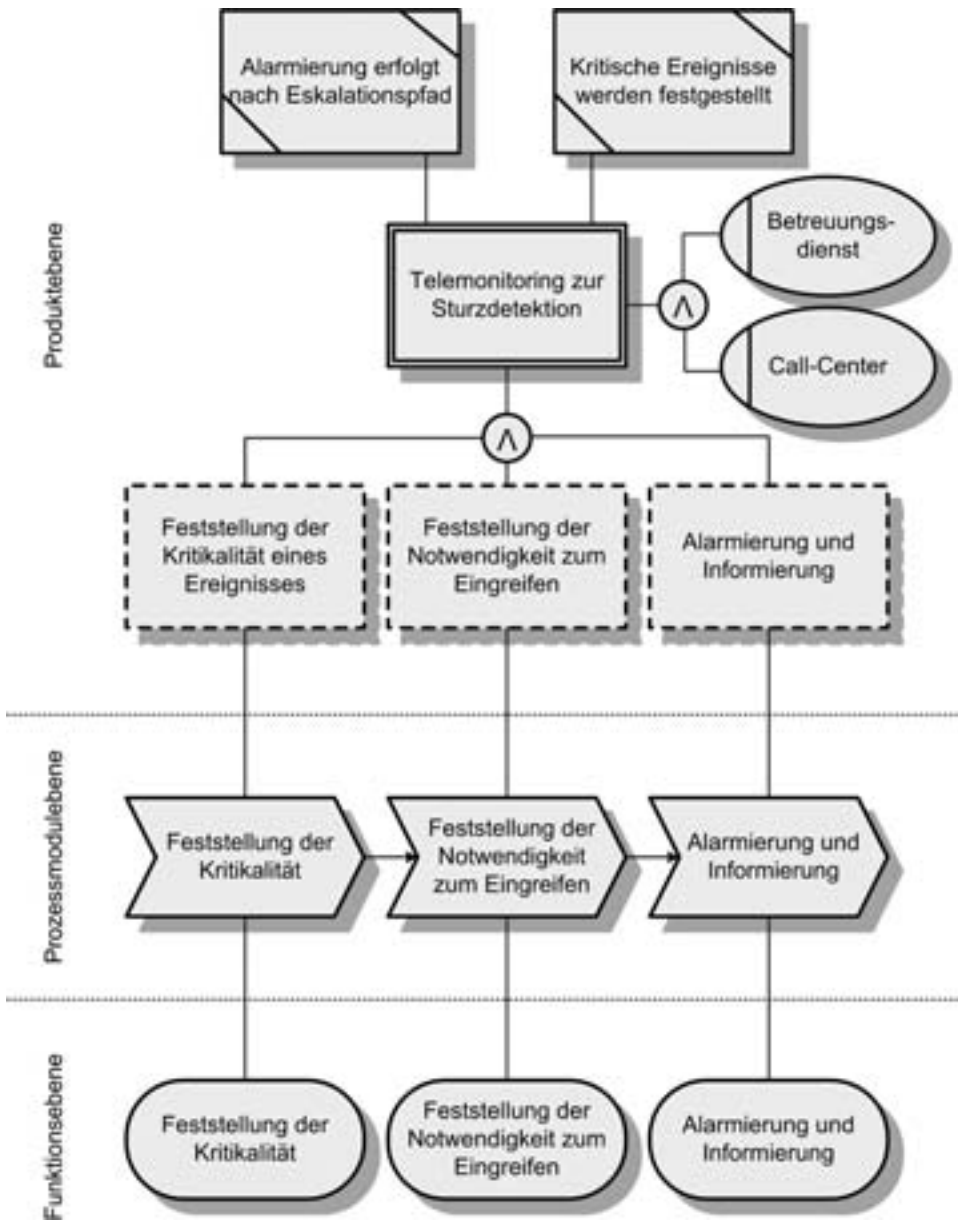 Alarmierung erfolgt
nach Eskalationspfad
Kritische Ereignisse
werden festgestellt
Produktebene
Telemonitoring zur
Sturzdetektion
Λ
Betreuungs-
dienst
Call-Center
Λ
Feststellung der
Kritikalität eines
Ereignisses
Feststellung der
Notwendigkeit zum
Eingreifen
Alarmierung und
Informierung
Prozessmodulebene
Feststellung der
Kritikalität
Feststellung der
Notwendigkeit
zum Eingreifen
Alarmierung und
Informierung
Funktionsebene
Feststellung der
Kritikalität
Feststellung der
Notwendigkeit zum
Eingreifen
Alarmierung und
Informierung